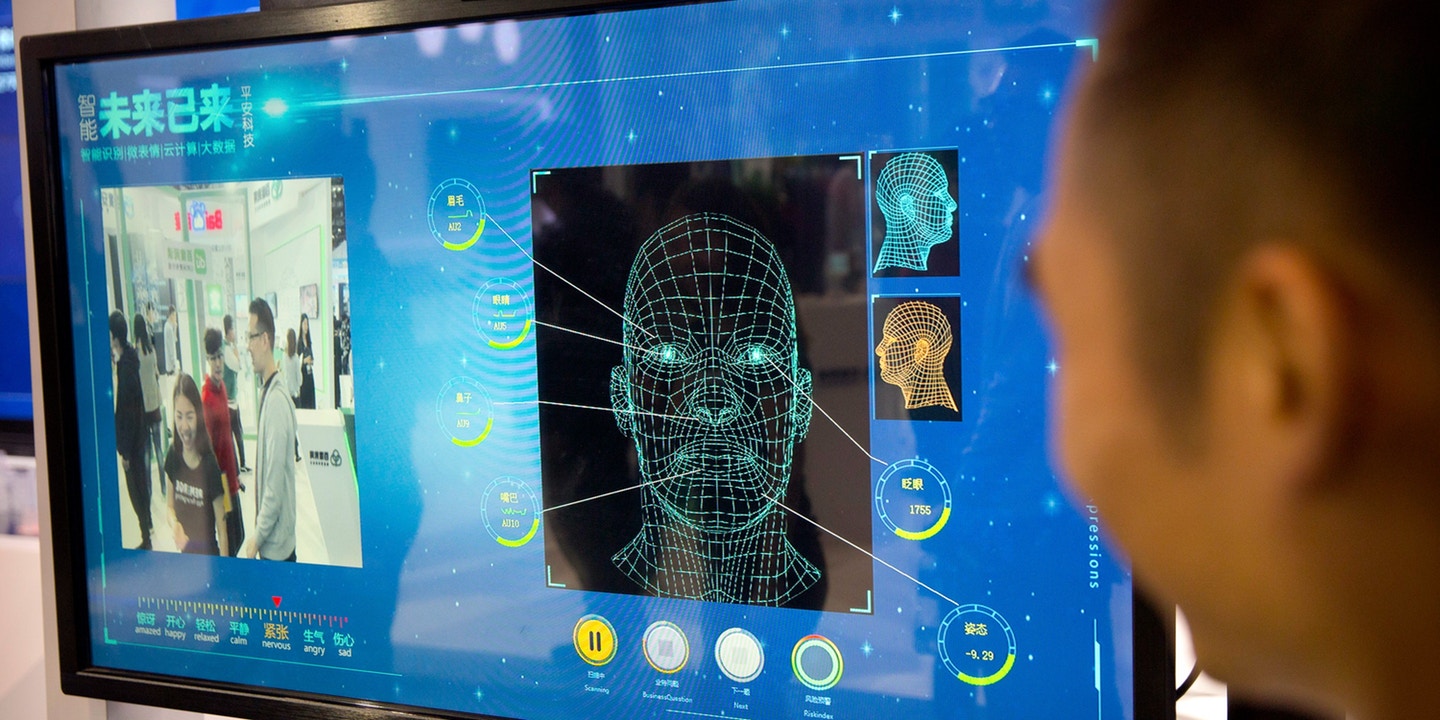 智能
未来已来
平安科技
智能识别|微表情|云计算|大数据
Bai
眉毛
AU2
眼睛
AU5
鼻子
AU9
嘴巴
AU10
眨眼
1755
姿态
-9.29
pressions
惊讶 开心 轻松 平静 紧张 生气 伤心
amazed happy relaxed calm nervous angry sad
扫描中
Scanning
业务问题
BusinessQuestion
下一题
Next
风险指数
Riskindex